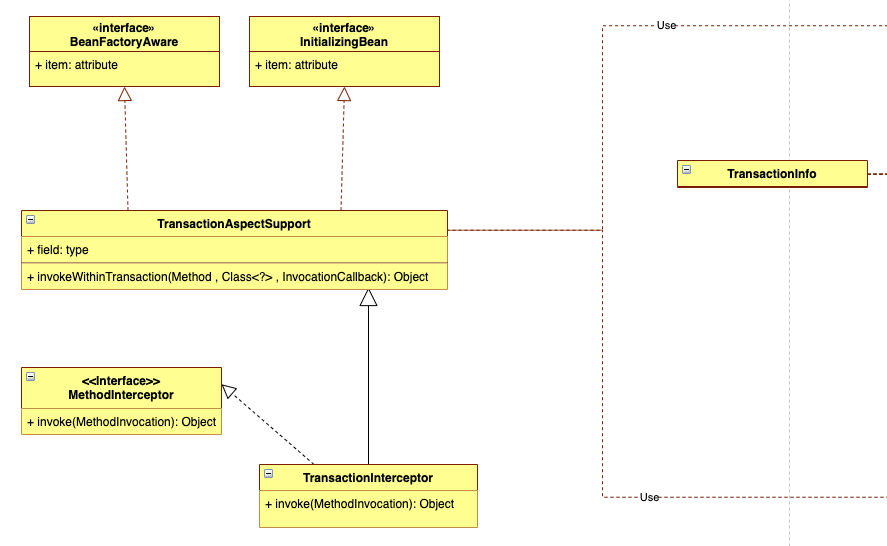 «interface»
BeanFactoryAware
+ item: attribute
«interface»
InitializingBean
+ item: attribute
Use
TransactionInfo
TransactionAspectSupport
+ field: type
+ invokeWithinTransaction(Method , Class<?> , InvocationCallback): Object
<<Interface>>
MethodInterceptor
+ invoke(MethodInvocation): Object
TransactionInterceptor
+ invoke(MethodInvocation): Object
Use